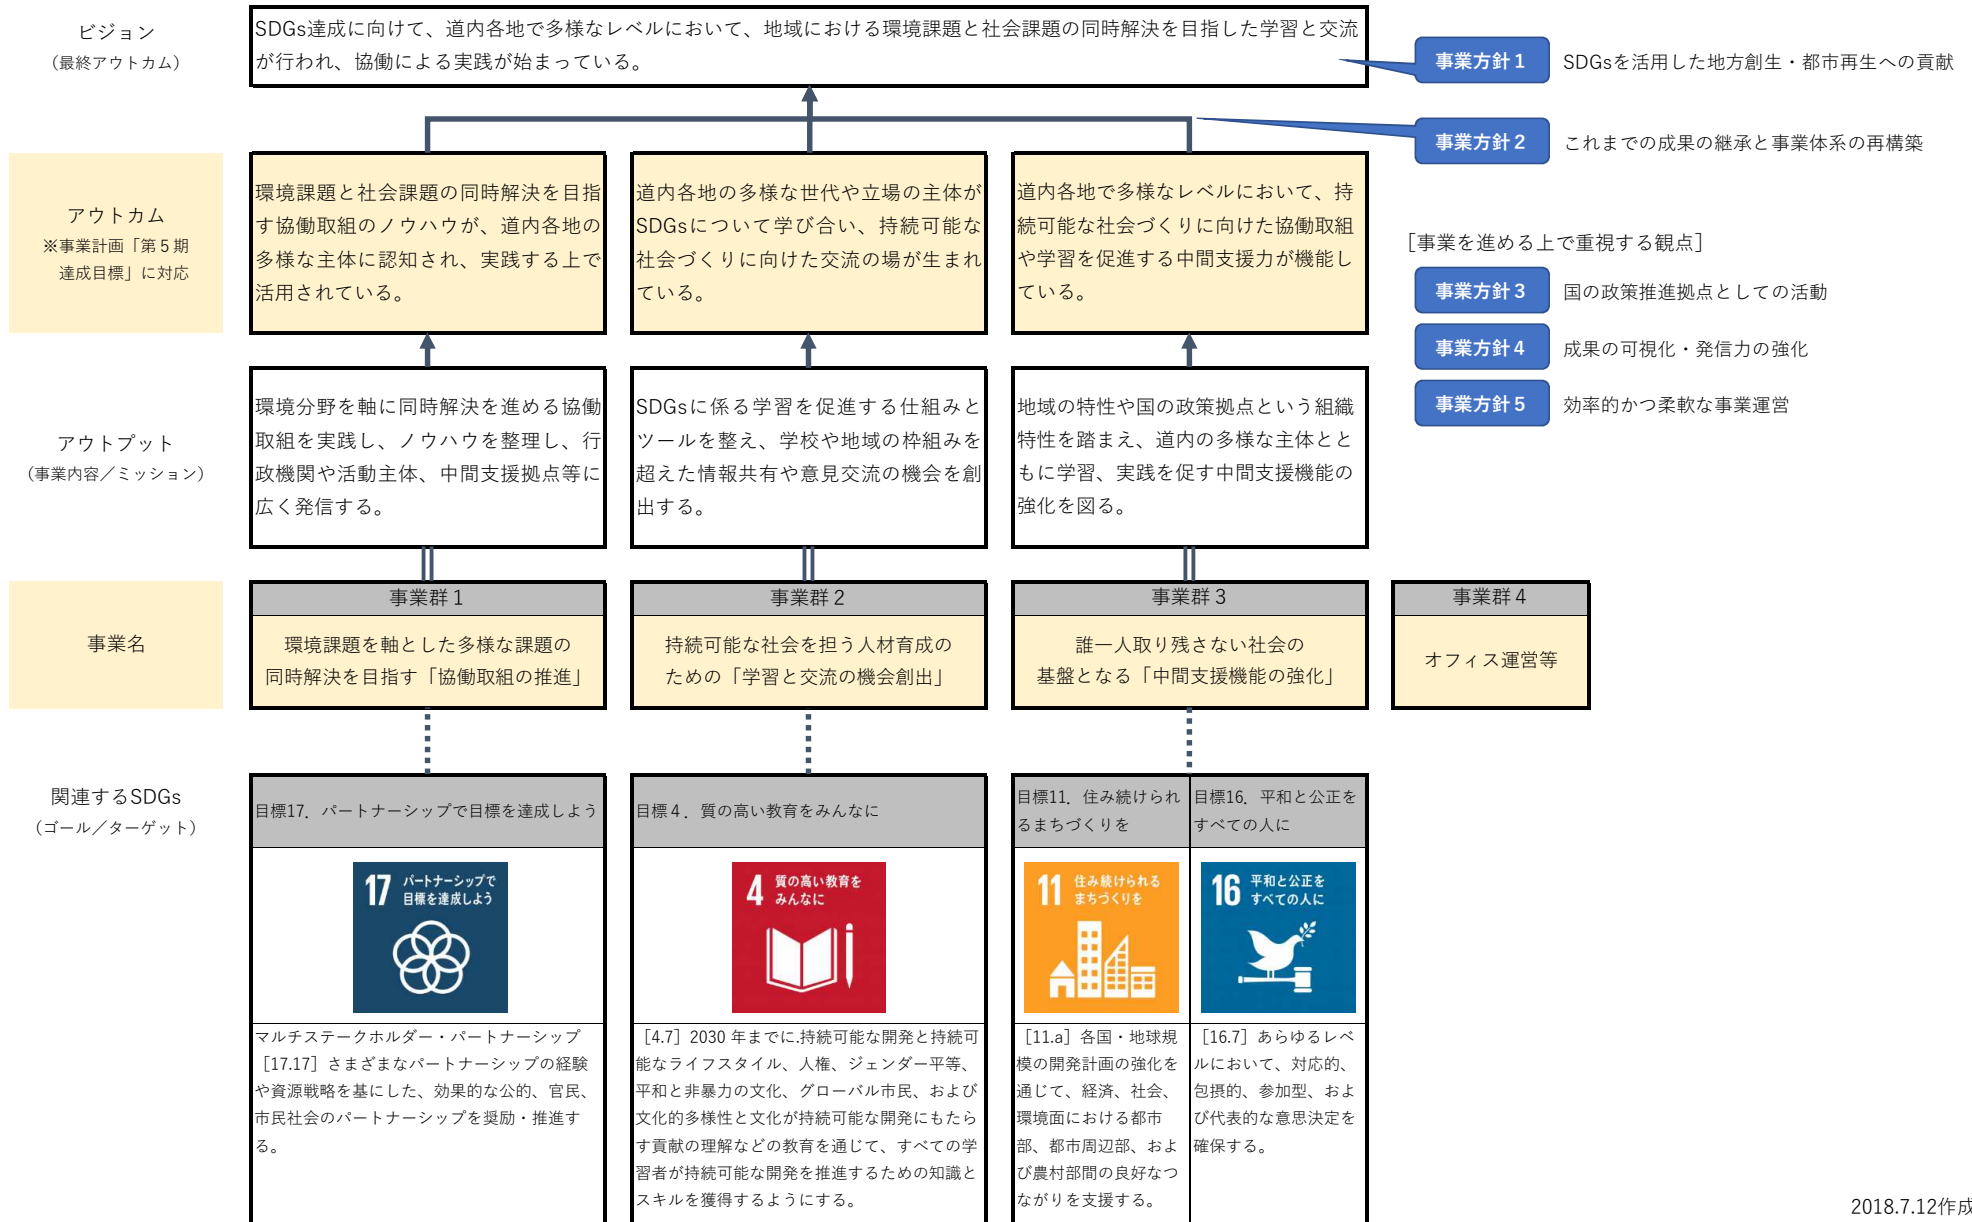 ビジョン
（最終アウトカム）
SDGs達成に向けて、道内各地で多様なレベルにおいて、地域における環境課題と社会課題の同時解決を目指した学習と交流
が行われ、協働による実践が始まっている。
事業方針１
SDGsを活用した地方創生・都市再生への貢献
事業方針２
これまでの成果の継承と事業体系の再構築
アウトカム
※事業計画「第５期
達成目標」に対応
環境課題と社会課題の同時解決を目指
す協働取組のノウハウが、道内各地の
多様な主体に認知され、実践する上で
活用されている。
道内各地の多様な世代や立場の主体が
SDGsについて学び合い、持続可能な
社会づくりに向けた交流の場が生まれ
ている。
道内各地で多様なレベルにおいて、持
続可能な社会づくりに向けた協働取組
や学習を促進する中間支援力が機能し
ている。
［事業を進める上で重視する観点］
事業方針３
国の政策推進拠点としての活動
事業方針４
成果の可視化・発信力の強化
事業方針５
効率的かつ柔軟な事業運営
アウトプット
（事業内容／ミッション）
環境分野を軸に同時解決を進める協働
取組を実践し、ノウハウを整理し、行
政機関や活動主体、中間支援拠点等に
広く発信する。
SDGsに係る学習を促進する仕組みと
ツールを整え、学校や地域の枠組みを
超えた情報共有や意見交流の機会を創
出する。
地域の特性や国の政策拠点という組織
特性を踏まえ、道内の多様な主体とと
もに学習、実践を促す中間支援機能の
強化を図る。
事業名
事業群１
環境課題を軸とした多様な課題の
同時解決を目指す「協働取組の推進」
事業群２
持続可能な社会を担う人材育成の
ための「学習と交流の機会創出」
事業群３
誰一人取り残さない社会の
基盤となる「中間支援機能の強化」
事業群４
オフィス運営等
関連するSDGs
（ゴール／ターゲット）
目標17．パートナーシップで目標を達成しよう
17 パートナーシップで
目標を達成しよう
マルチステークホルダー・パートナーシップ
［17.17］さまざまなパートナーシップの経験
や資源戦略を基にした、効果的な公的、官民、
市民社会のパートナーシップを奨励・推進す
る。
目標４．質の高い教育をみんなに
4 質の高い教育を
みんなに
［4.7］2030 年までに.持続可能な開発と持続可
能なライフスタイル、人権、ジェンダー平等、
平和と非暴力の文化、グローバル市民、および
文化的多様性と文化が持続可能な開発にもたら
す貢献の理解などの教育を通じて、すべての学
習者が持続可能な開発を推進するための知識と
スキルを獲得するようにする。
目標11．住み続けられ
るまちづくりを
11 住み続けられる
まちづくりを
［11.a］各国・地球規
模の開発計画の強化を
通じて、経済、社会、
環境面における都市
部、都市周辺部、およ
び農村部間の良好なつ
ながりを支援する。
目標16．平和と公正を
すべての人に
16 平和と公正を
すべての人に
［16.7］あらゆるレベ
ルにおいて、対応的、
包摂的、参加型、およ
び代表的な意思決定を
確保する。
2018.7.12作成